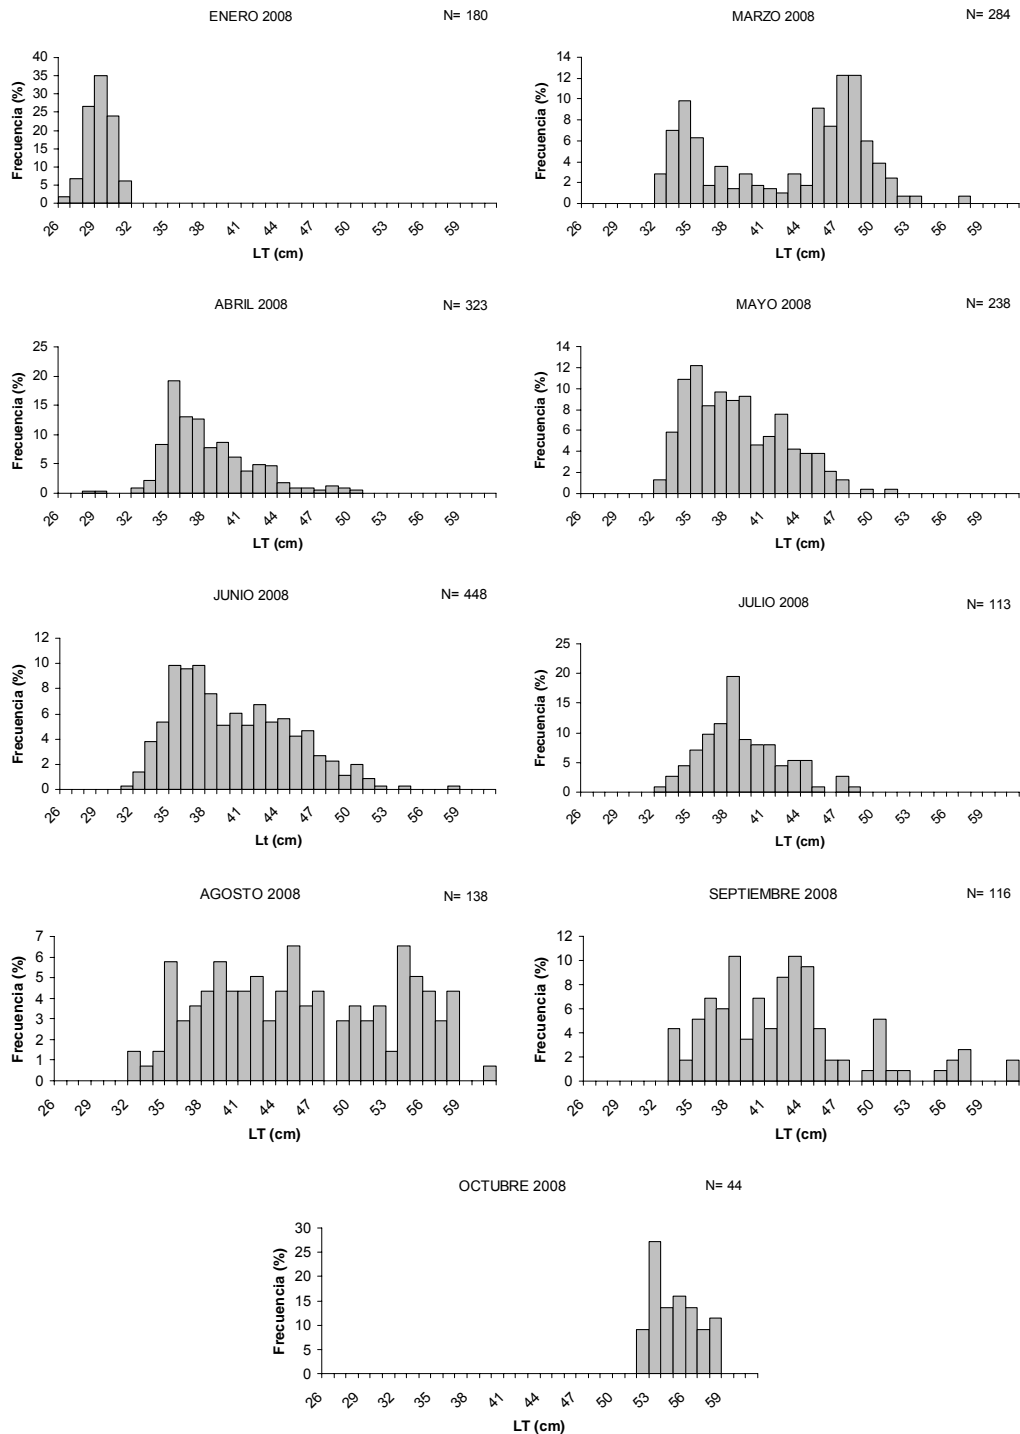 ENERO 2008 N= 180
Frecuencia (%)
40
35
30
25
20
15
10
5
0
26 29 32 35 38 41 44 47 50 53 56 59
LT (cm)
MARZO 2008 N= 284
Frecuencia (%)
14
12
10
8
6
4
2
0
26 29 32 35 38 41 44 47 50 53 56 59
LT (cm)
ABRIL 2008 N= 323
Frecuencia (%)
25
20
15
10
5
0
26 29 32 35 38 41 44 47 50 53 56 59
LT (cm)
MAYO 2008 N= 238
Frecuencia (%)
14
12
10
8
6
4
2
0
26 29 32 35 38 41 44 47 50 53 56 59
LT (cm)
JUNIO 2008 N= 448
Frecuencia (%)
12
10
8
6
4
2
0
26 29 32 35 38 41 44 47 50 53 56 59
Lt (cm)
JULIO 2008 N= 113
Frecuencia (%)
25
20
15
10
5
0
26 29 32 35 38 41 44 47 50 53 56 59
LT (cm)
AGOSTO 2008 N= 138
Frecuencia (%)
7
6
5
4
3
2
1
0
26 29 32 35 38 41 44 47 50 53 56 59
LT (cm)
SEPTIEMBRE 2008 N= 116
Frecuencia (%)
12
10
8
6
4
2
0
26 29 32 35 38 41 44 47 50 53 56 59
LT (cm)
OCTUBRE 2008 N= 44
Frecuencia (%)
30
25
20
15
10
5
0
26 29 32 35 38 41 44 47 50 53 56 59
LT (cm)